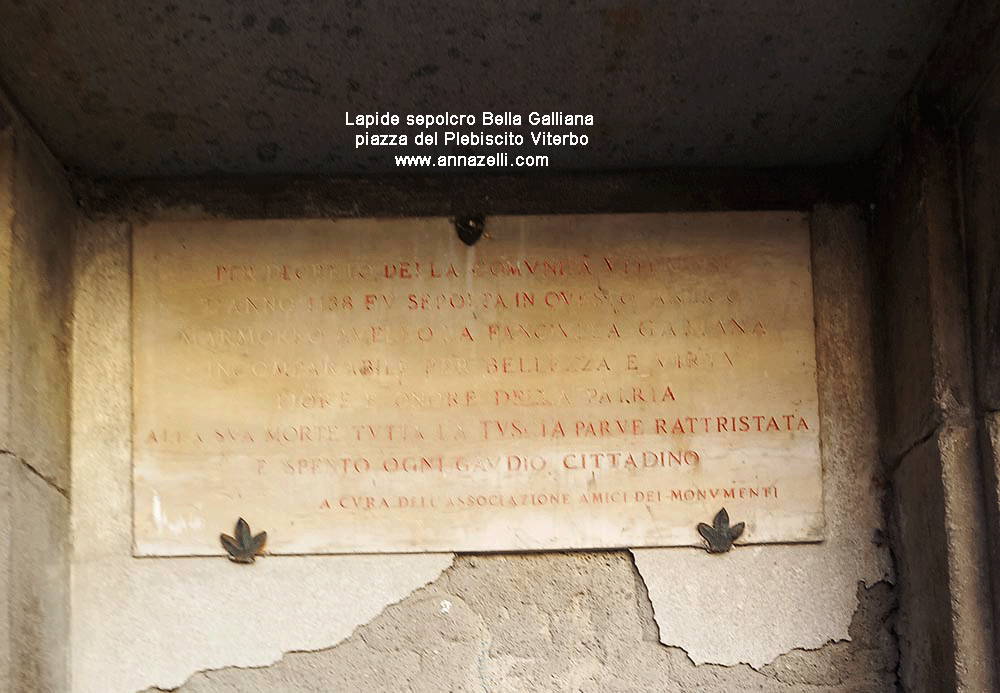 Lapide sepolcro Bella Galliana
piazza del Plebiscito Viterbo
www.annazelli.com
PER DECRETO DELLA COMVNITÀ VITERBESE
L'ANNO 1138 FV SEPOLTA IN QVESTO ANTICO
MARMOREO AVELLO LA FANCIVLLA GALIANA
INCOMPARABILE PER BELLEZZA E VIRTV
FIORE E ONORE DELLA PATRIA
ALLA SVA MORTE TVTTA LA TVSCIA PARVE RATTRISTATA
E SPENTO OGNI GAVDIO CITTADINO
A CVRA DELL'ASSOCIAZIONE AMICI DEI MONVMENTI